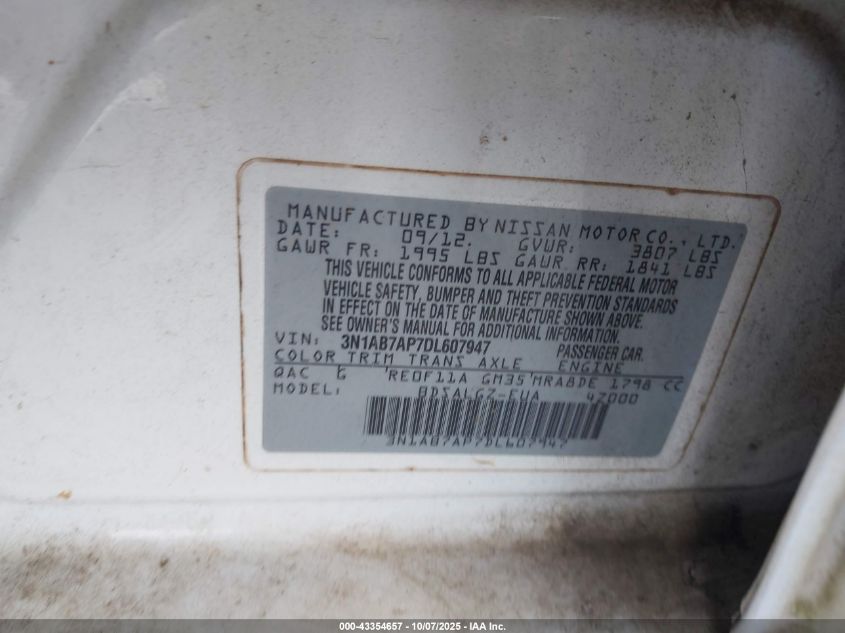 MANUFACTURED BY NISSAN MOTOR CO., LTD.
DATE: 09/12. GVWR: 3807 LBS
GAWR FR: 1995 LBS GAWR RR: 1841 LBS
THIS VEHICLE CONFORMS TO ALL APPLICABLE FEDERAL MOTOR
VEHICLE SAFETY, BUMPER AND THEFT PREVENTION STANDARDS
IN EFFECT ON THE DATE OF MANUFACTURE SHOWN ABOVE.
SEE OWNER'S MANUAL FOR ADDITIONAL INFORMATION.
VIN: 3N1AB7AP7DL607947 PASSENGER CAR.
COLOR TRIM TRANS AXLE ENGINE
QAC G RE0F11A GM35 MRA8DE 1798 CC
MODEL: BDSALGZ-EUA 47000
3N1AB7AP7DL607947
000-43354657 | 10/07/2025 - IAA Inc.